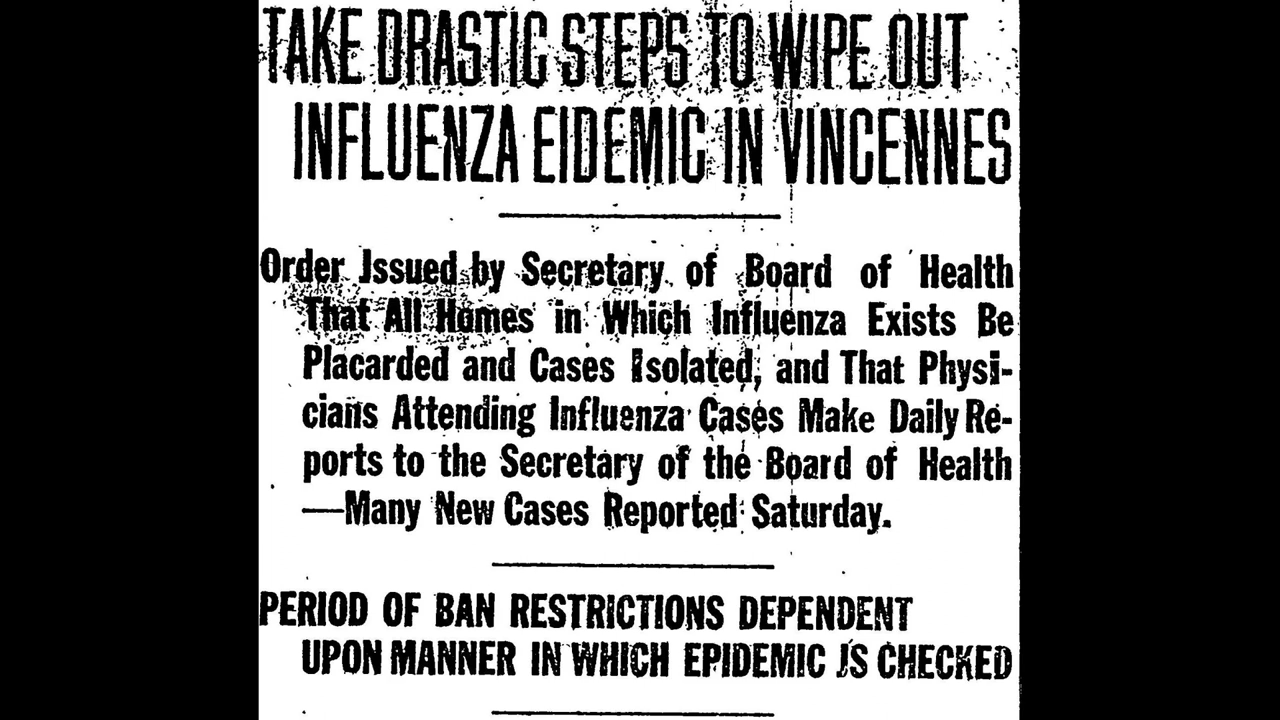 TAKE DRASTIC STEPS TO WIPE OUT
INFLUENZA EIDEMIC IN VINCENNES
Order Issued by Secretary of Board of Health
That All Homes in Which Influenza Exists Be
Placarded and Cases Isolated, and That Physi-
cians Attending Influenza Cases Make Daily Re-
ports to the Secretary of the Board of Health
—Many New Cases Reported Saturday.
PERIOD OF BAN RESTRICTIONS DEPENDENT
UPON MANNER IN WHICH EPIDEMIC IS CHECKED